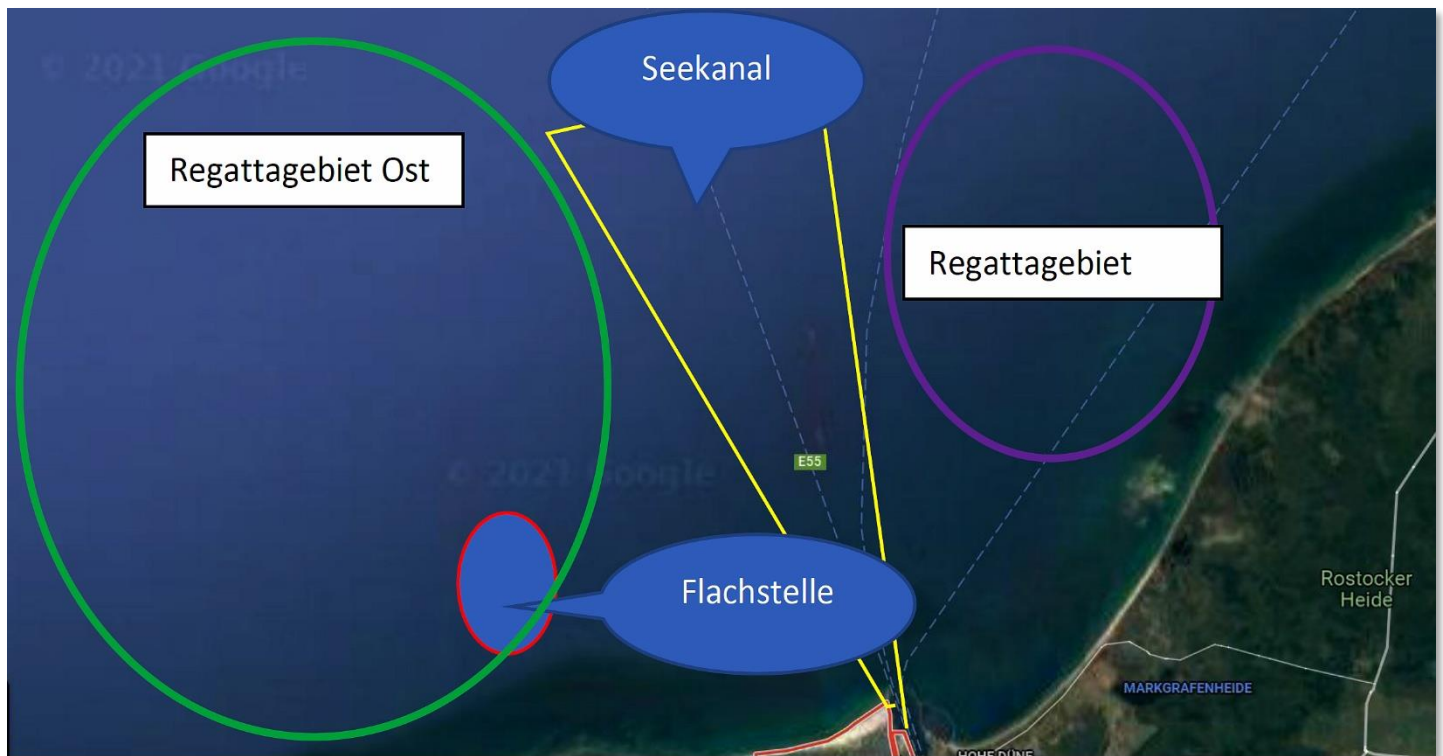 © 2021 Google
Seekanal
Regattagebiet Ost
Regattagebiet
E55
© 2021 Google
Flachstelle
Rostocker
Heide
MARKGRAFENHEIDE
HOHE DÜNE